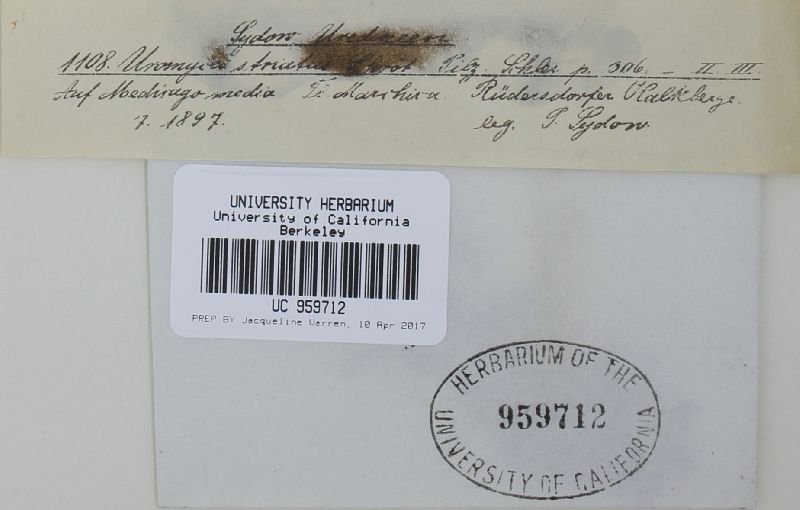 Sydow Uredineen
1108. Uromyces striatus Schröt. Pilz. Schles. p. 306. — II. III.
Auf Medicago media. Marchica. Rüdersdorfer Kalkberge.
7. 1897. leg. P. Sydow.
UNIVERSITY HERBARIUM
University of California
Berkeley
UC 959712
PREP BY Jacqueline Warren, 10 Apr 2017
HERBARIUM OF THE
959712
UNIVERSITY OF CALIFORNIA